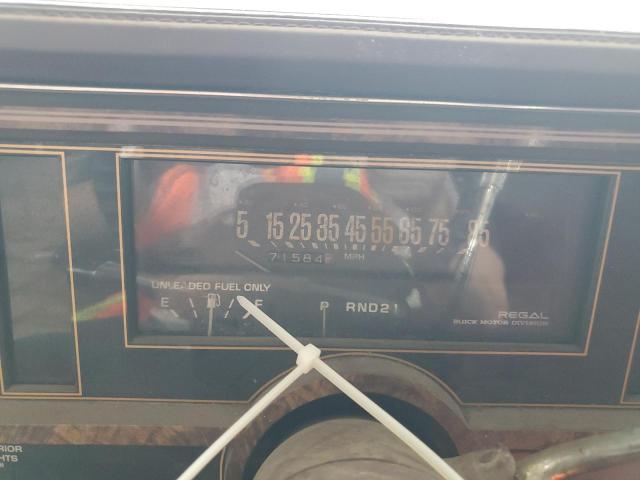 5 15 25 35 45 55 65 75 85
71584
MPH
UNLEADED FUEL ONLY
E F
P RND21
REGAL
BUICK MOTOR DIVISION